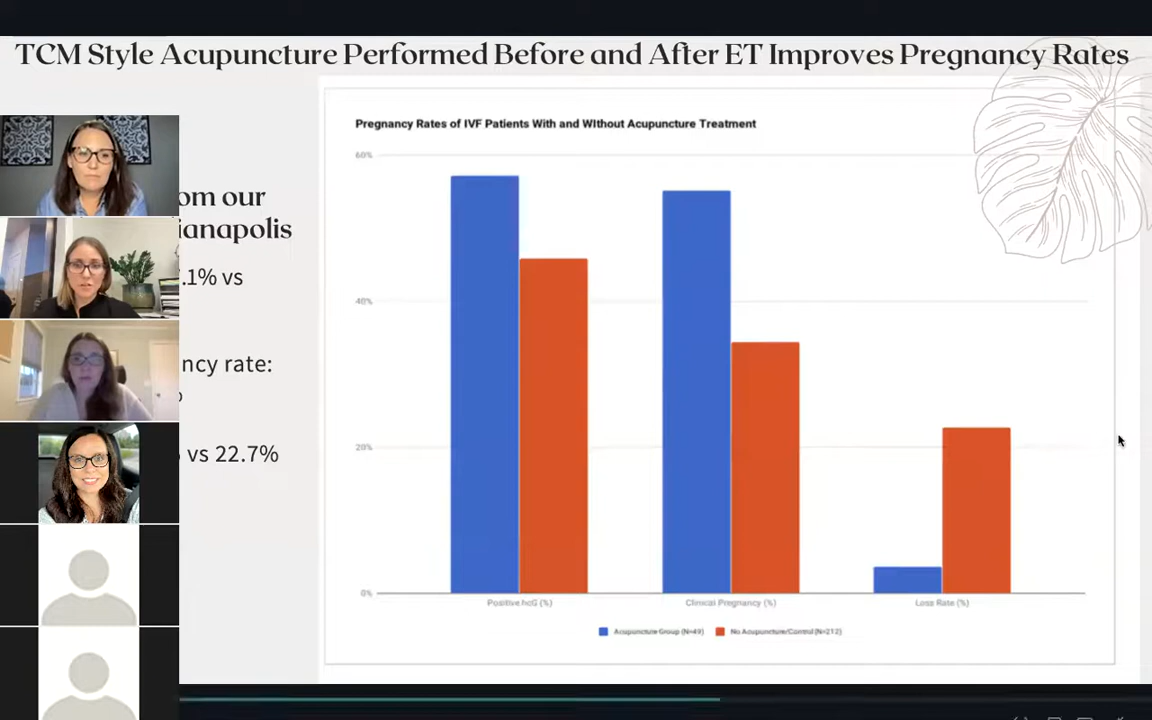 TCM Style Acupuncture Performed Before and After ET Improves Pregnancy Rates
om our
ianapolis
.1% vs
ncy rate:
vs 22.7%
Pregnancy Rates of IVF Patients With and WIthout Acupuncture Treatment
60%
40%
20%
0%
Positive hcG (%)
Clinical Pregnancy (%)
Loss Rate (%)
Acupuncture Group (N=49)
No Acupuncture/Control (N=212)